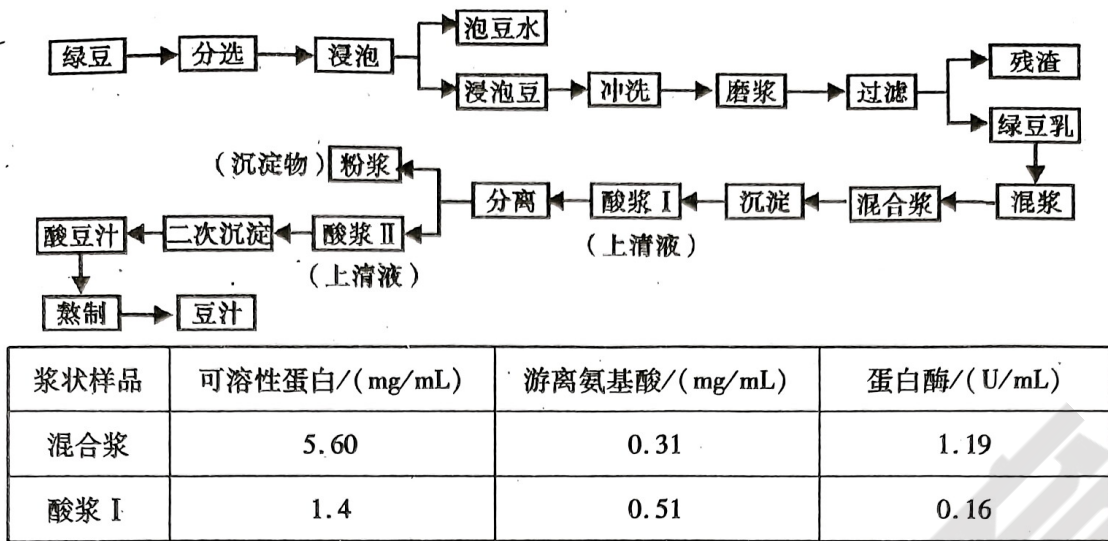 绿豆 分选 浸泡 泡豆水
浸泡豆 冲洗 磨浆 过滤 残渣
绿豆乳
(沉淀物) 粉浆
分离 酸浆Ⅰ 沉淀 混合浆 混浆
(上清液)
酸豆汁 二次沉淀 酸浆Ⅱ
(上清液)
熬制 豆汁
浆状样品 可溶性蛋白/(mg/mL) 游离氨基酸/(mg/mL) 蛋白酶/(U/mL)
混合浆 5.60 0.31 1.19
酸浆Ⅰ 1.4 0.51 0.16